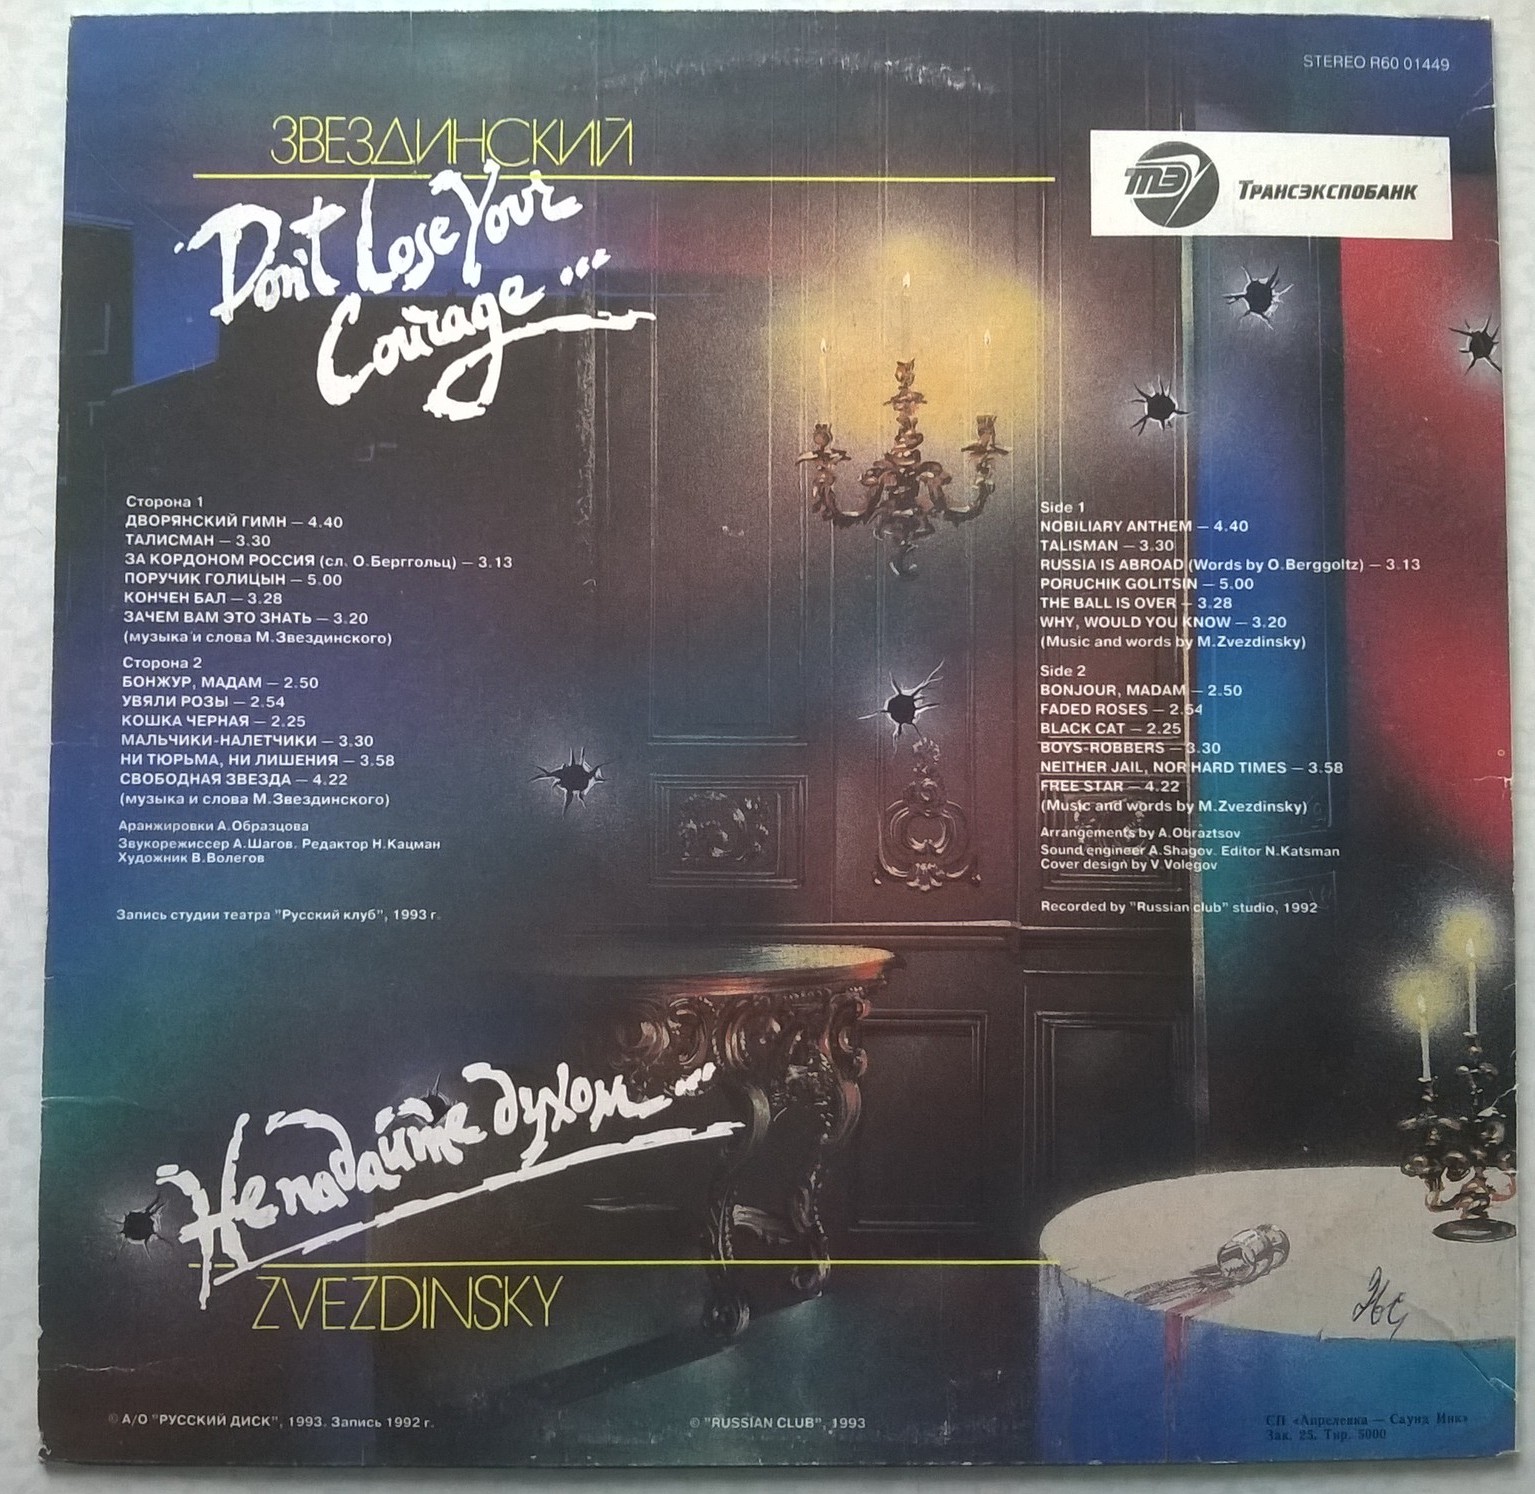 STEREO R60 01449
ЗВЕЗДИНСКИЙ
ТЭ ТРАНСЭКСПОБАНК
"Don't Lose Your
Courage...
Сторона 1
ДВОРЯНСКИЙ ГИМН — 4.40
ТАЛИСМАН — 3.30
ЗА КОРДОНОМ РОССИЯ (сл. О.Берггольц) — 3.13
ПОРУЧИК ГОЛИЦЫН — 5.00
КОНЧЕН БАЛ — 3.28
ЗАЧЕМ ВАМ ЭТО ЗНАТЬ — 3.20
(музыка и слова М.Звездинского)
Сторона 2
БОНЖУР, МАДАМ — 2.50
УВЯЛИ РОЗЫ — 2.54
КОШКА ЧЕРНАЯ — 2.25
МАЛЬЧИКИ-НАЛЕТЧИКИ — 3.30
НИ ТЮРЬМА, НИ ЛИШЕНИЯ — 3.58
СВОБОДНАЯ ЗВЕЗДА — 4.22
(музыка и слова М.Звездинского)
Аранжировки А.Образцова
Звукорежиссер А.Шагов. Редактор Н.Кацман
Художник В.Волегов
Запись студии театра "Русский клуб", 1993 г.
Side 1
NOBILIARY ANTHEM — 4.40
TALISMAN — 3.30
RUSSIA IS ABROAD (Words by O.Berggoltz) — 3.13
PORUCHIK GOLITSIN — 5.00
THE BALL IS OVER — 3.28
WHY, WOULD YOU KNOW — 3.20
(Music and words by M.Zvezdinsky)
Side 2
BONJOUR, MADAM — 2.50
FADED ROSES — 2.54
BLACK CAT — 2.25
BOYS-ROBBERS — 3.30
NEITHER JAIL, NOR HARD TIMES — 3.58
FREE STAR — 4.22
(Music and words by M.Zvezdinsky)
Arrangements by A.Obraztsov
Sound engineer A.Shagov. Editor N.Katsman
Cover design by V.Volegov
Recorded by "Russian club" studio, 1992
"Не падайте духом..."
ZVEZDINSKY
© А/О "РУССКИЙ ДИСК", 1993. Запись 1992 г.
© "RUSSIAN CLUB", 1993
СП «Апрелевка — Саунд Инк»
Зак. 25. Тир. 5000